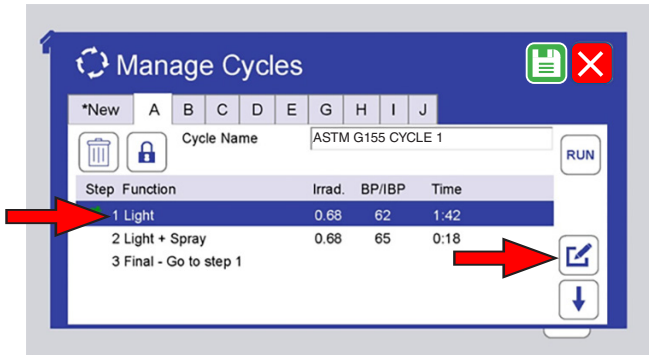 Manage Cycles
*New A B C D E G H I J
Cycle Name ASTM G155 CYCLE 1
RUN
Step Function Irrad. BP/IBP Time
1 Light 0.68 62 1:42
2 Light + Spray 0.68 65 0:18
3 Final - Go to step 1